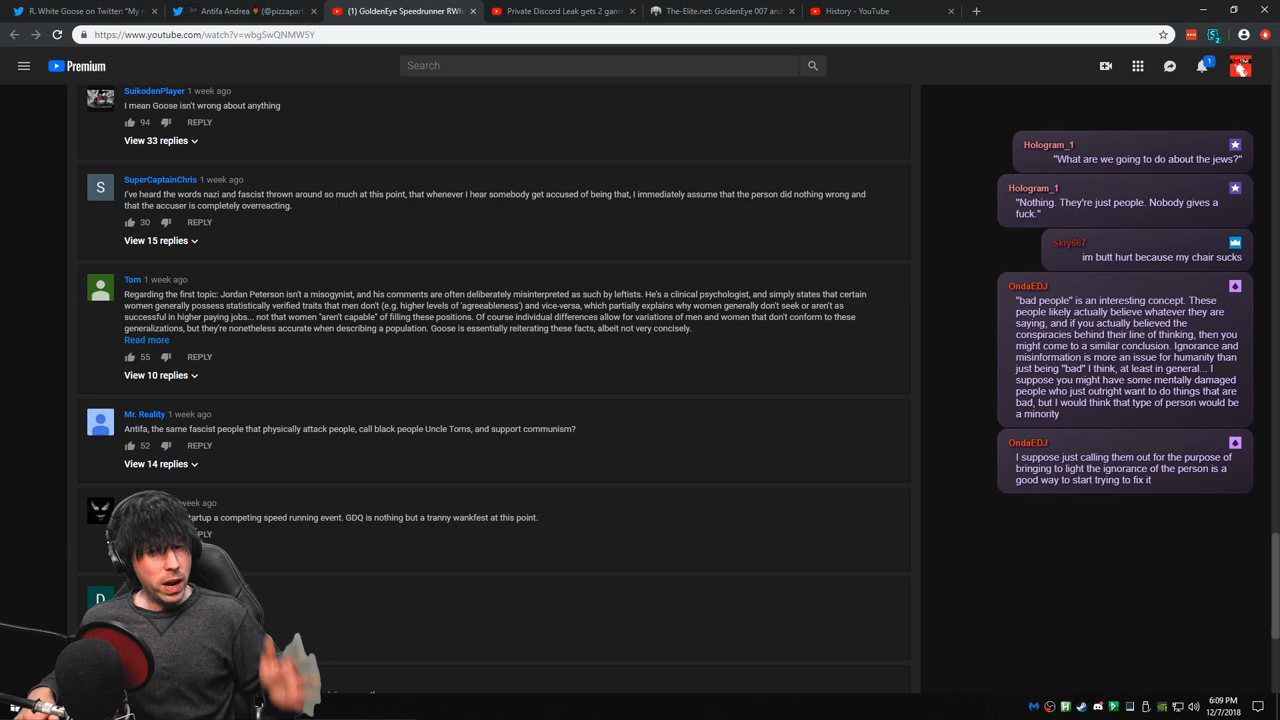 R. White Goose on Twitter: "My n
Antifa Andrea
(@pizzaparty
(1) GoldenEye Speedrunner RWh
Private Discord Leak gets 2 game
The-Elite.net: GoldenEye 007 and
History - YouTube
https://www.youtube.com/watch?v=wbgSwQNMW5Y
2
Premium
Search
1
SuikodenPlayer 1 week ago
I mean Goose isn't wrong about anything
94 REPLY
View 33 replies
S
SuperCaptainChris 1 week ago
I've heard the words nazi and fascist thrown around so much at this point, that whenever I hear somebody get accused of being that, I immediately assume that the person did nothing wrong and
that the accuser is completely overreacting.
30 REPLY
View 15 replies
Tom 1 week ago
Regarding the first topic: Jordan Peterson isn't a misogynist, and his comments are often deliberately misinterpreted as such by leftists. He's a clinical psychologist, and simply states that certain
women generally possess statistically verified traits that men don't (e.g. higher levels of 'agreeableness') and vice-versa, which partially explains why women generally don't seek or aren't as
successful in higher paying jobs... not that women "aren't capable" of filling these positions. Of course individual differences allow for variations of men and women that don't conform to these
generalizations, but they're nonetheless accurate when describing a population. Goose is essentially reiterating these facts, albeit not very concisely.
Read more
55 REPLY
View 10 replies
Mr. Reality 1 week ago
Antifa, the same fascist people that physically attack people, call black people Uncle Toms, and support communism?
52 REPLY
View 14 replies
week ago
startup a competing speed running event. GDQ is nothing but a tranny wankfest at this point.
PLY
D
Hologram_1
"What are we going to do about the jews?"
Hologram_1
"Nothing. They're just people. Nobody gives a
fuck."
Skry667
im butt hurt because my chair sucks
OndaEDJ
"bad people" is an interesting concept. These
people likely actually believe whatever they are
saying, and if you actually believed the
conspiracies behind their line of thinking, then you
might come to a similar conclusion. Ignorance and
misinformation is more an issue for humanity than
just being "bad" I think, at least in general... I
suppose you might have some mentally damaged
people who just outright want to do things that are
bad, but I would think that type of person would be
a minority
OndaEDJ
I suppose just calling them out for the purpose of
bringing to light the ignorance of the person is a
good way to start trying to fix it
6:09 PM
12/7/2018